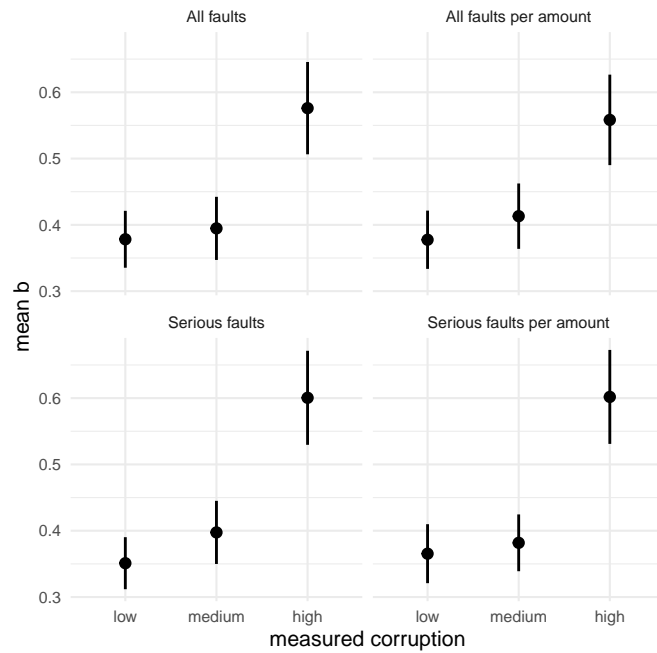 All faults
All faults per amount
0.6
0.5
0.4
0.3
Serious faults
Serious faults per amount
0.6
0.5
0.4
0.3
mean b
low medium high
low medium high
measured corruption